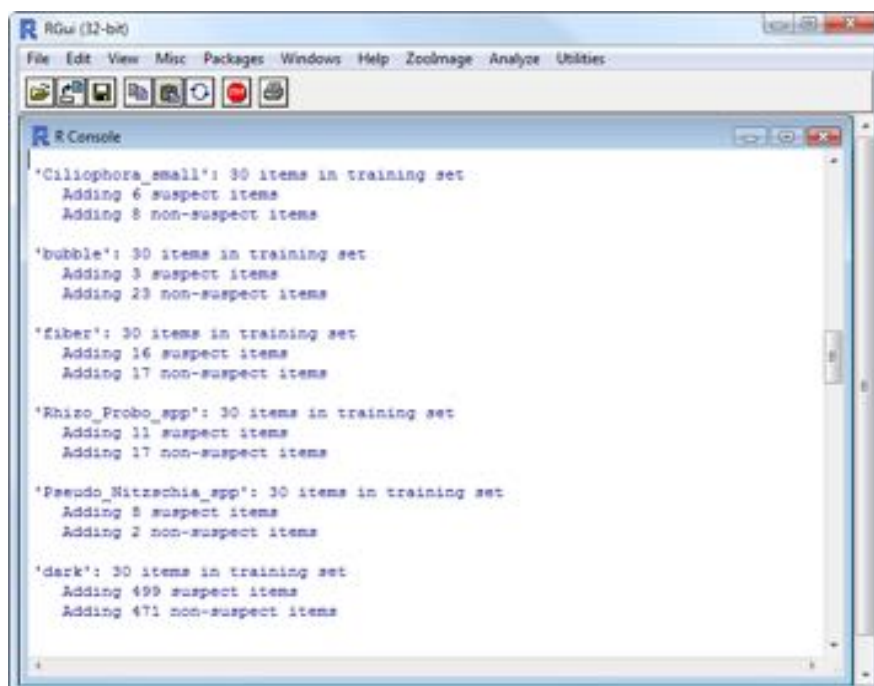 RGui (32-bit)
File Edit View Misc Packages Windows Help ZooImage Analyze Utilities
STOP
R Console
'Ciliophora_small': 30 items in training set
Adding 6 suspect items
Adding 8 non-suspect items
'bubble': 30 items in training set
Adding 3 suspect items
Adding 23 non-suspect items
'fiber': 30 items in training set
Adding 16 suspect items
Adding 17 non-suspect items
'Rhizo_Probo_spp': 30 items in training set
Adding 11 suspect items
Adding 17 non-suspect items
'Pseudo_Nitzschia_spp': 30 items in training set
Adding 8 suspect items
Adding 2 non-suspect items
'dark': 30 items in training set
Adding 499 suspect items
Adding 471 non-suspect items